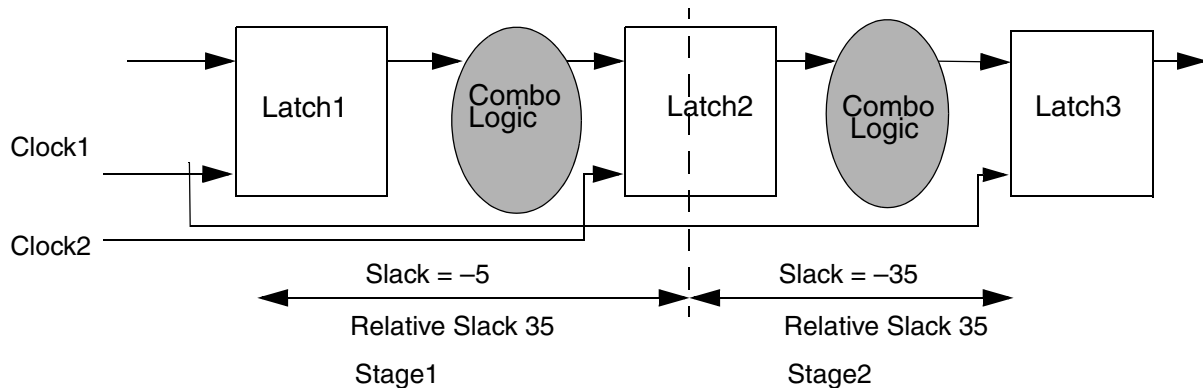 Latch1
Combo
Logic
Latch2
Combo
Logic
Latch3
Clock1
Clock2
Slack = –5
Slack = –35
Relative Slack 35
Relative Slack 35
Stage1
Stage2